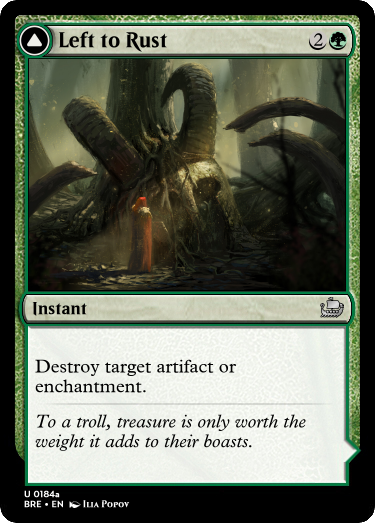 Left to Rust 2
Instant
Destroy target artifact or
enchantment.
To a troll, treasure is only worth the
weight it adds to their boasts.
U 0184a
BRE • EN Ilia Popov